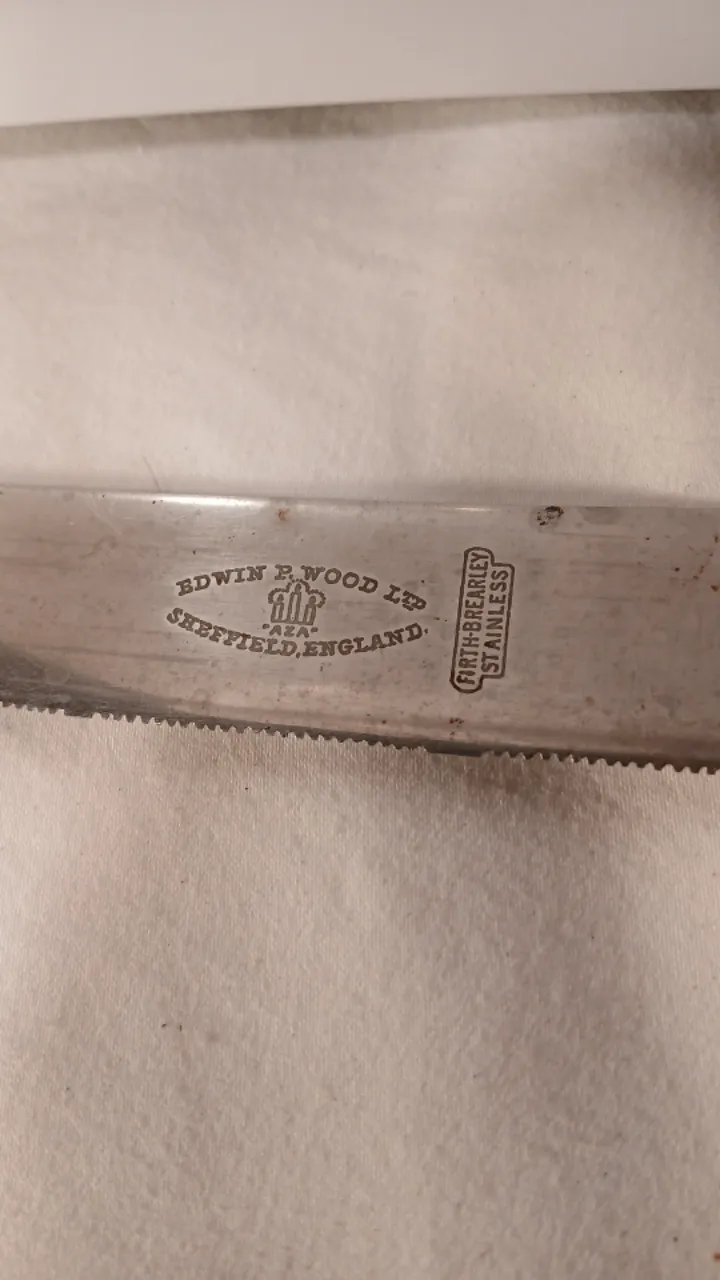 EDWIN P. WOOD LTD
"AZA"
SHEFFIELD, ENGLAND.
FIRTH-BREARLEY
STAINLESS